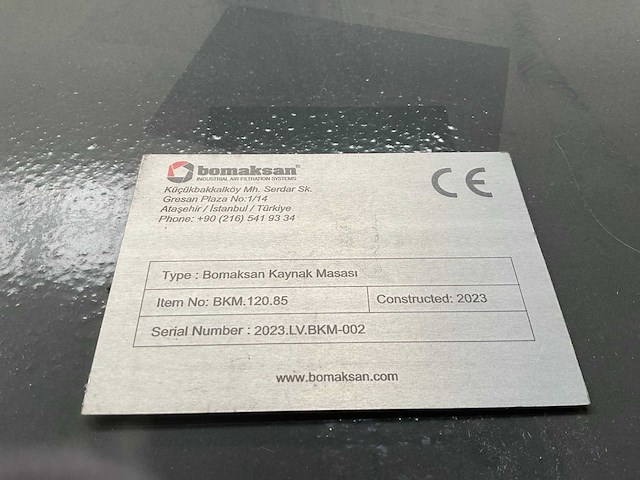 bomaksan®
INDUSTRIAL AIR FILTRATION SYSTEMS
Küçükbakkalköy Mh. Serdar Sk.
Gresan Plaza No:1/14
Ataşehir / İstanbul / Türkiye
Phone: +90 (216) 541 93 34
CE
Type : Bomaksan Kaynak Masası
Item No: BKM.120.85 Constructed: 2023
Serial Number : 2023.LV.BKM-002
www.bomaksan.com